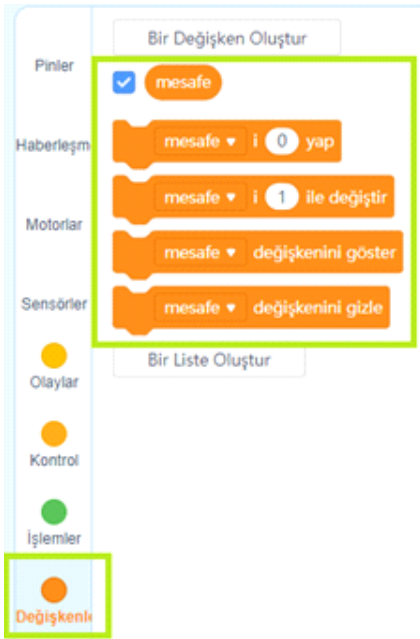 Bir Değişken Oluştur
Pinler
mesafe
Haberleşm
mesafe i 0 yap
Motorlar
mesafe i 1 ile değiştir
mesafe değişkenini göster
Sensörler
mesafe değişkenini gizle
Bir Liste Oluştur
Olaylar
Kontrol
İşlemler
Değişkenle